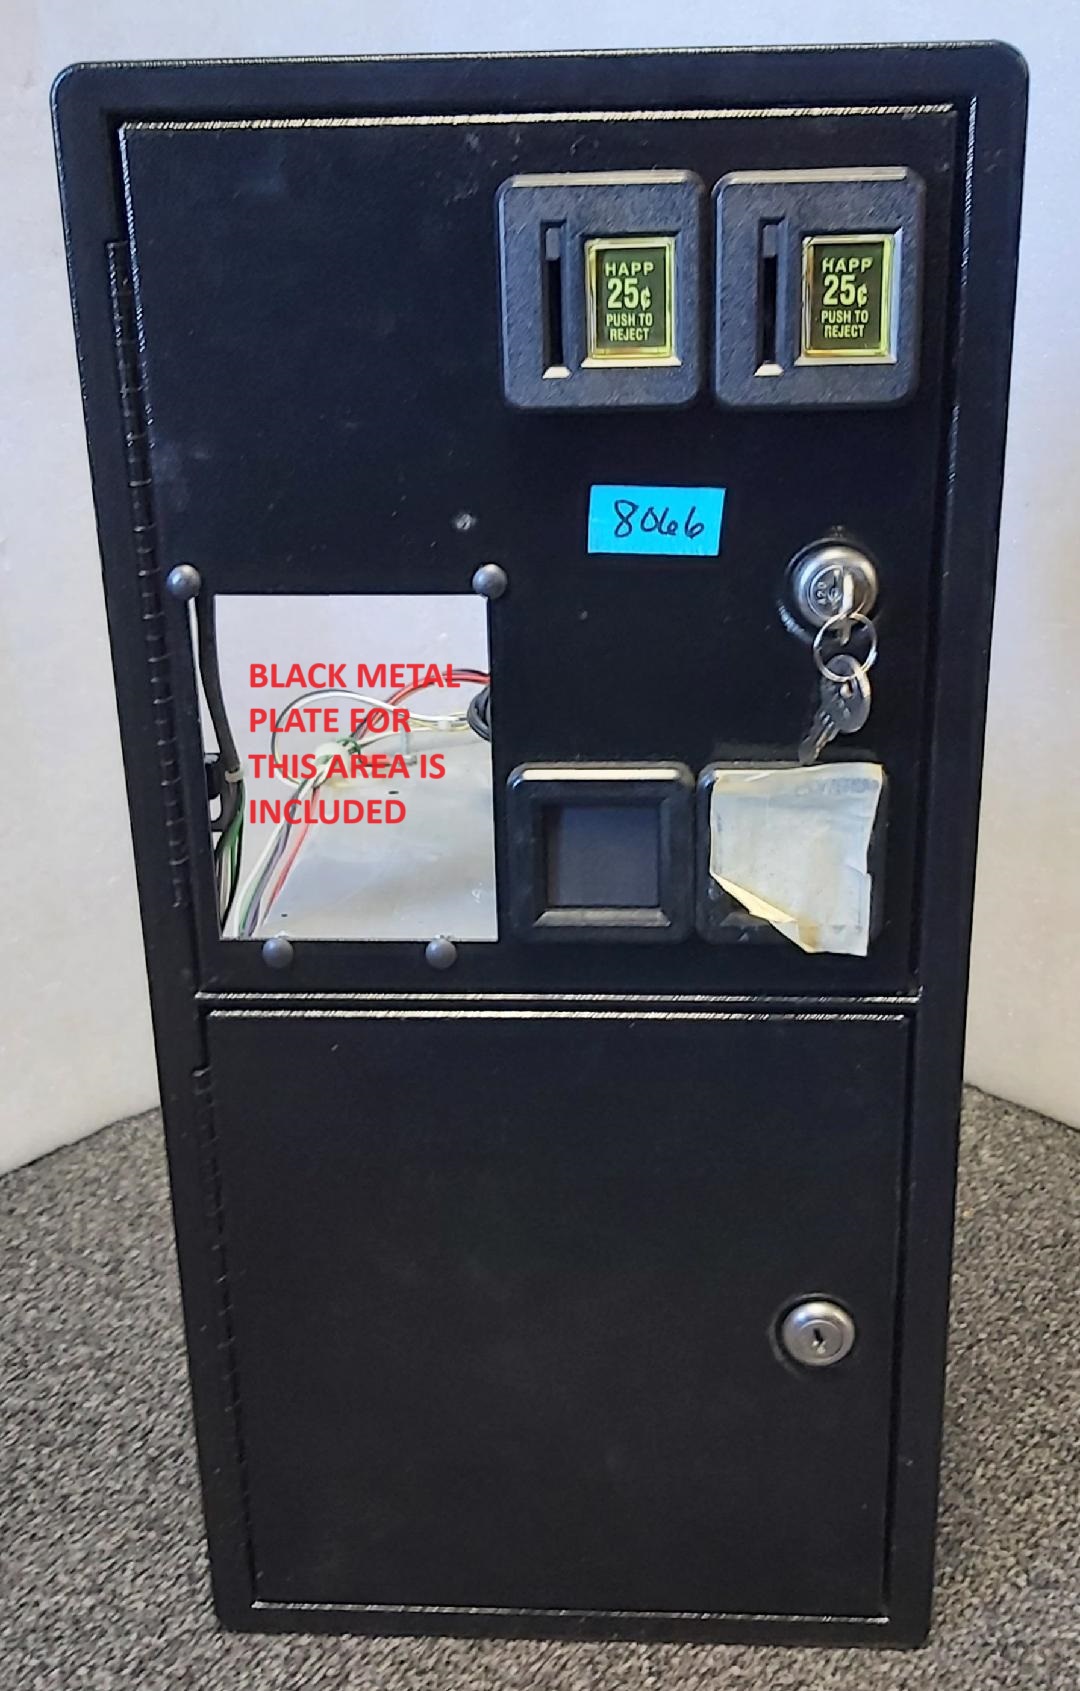 HAPP
25¢
PUSH TO
REJECT
HAPP
25¢
PUSH TO
REJECT
8066
BLACK METAL
PLATE FOR
THIS AREA IS
INCLUDED